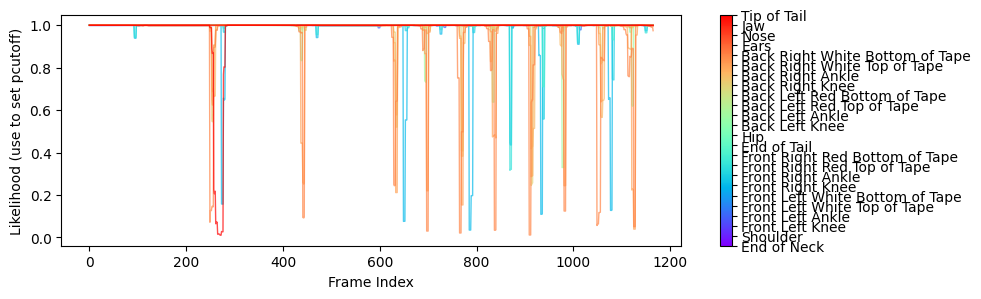 Likelihood (use to set pcutoff)
1.0
0.8
0.6
0.4
0.2
0.0
0
200
400
600
800
1000
1200
Frame Index
Tip of Tail
Jaw
Nose
Ears
Back Right White Bottom of Tape
Back Right White Top of Tape
Back Right Ankle
Back Right Knee
Back Left Red Bottom of Tape
Back Left Red Top of Tape
Back Left Ankle
Back Left Knee
Hip
End of Tail
Front Right Red Bottom of Tape
Front Right Red Top of Tape
Front Right Ankle
Front Right Knee
Front Left White Bottom of Tape
Front Left White Top of Tape
Front Left Ankle
Front Left Knee
Shoulder
End of Neck